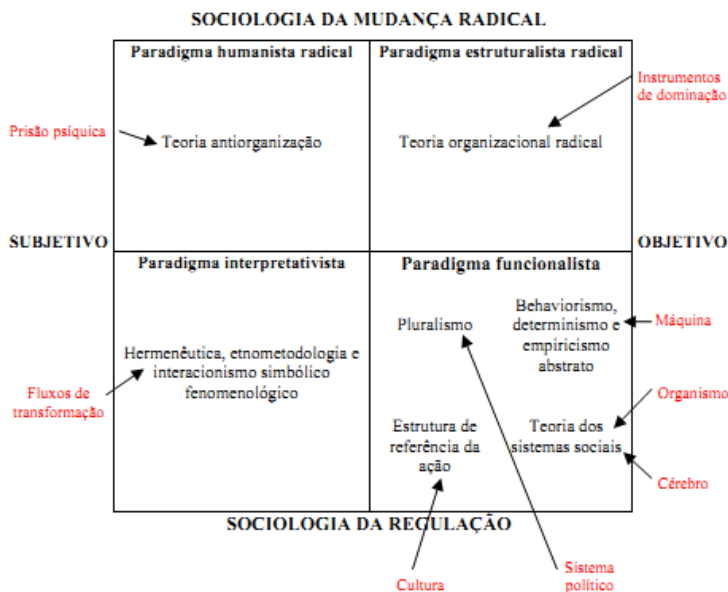 SOCIOLOGIA DA MUDANÇA RADICAL
Paradigma humanista radical
Paradigma estruturalista radical
Instrumentos
de dominação
Prisão psíquica
Teoria antiorganização
Teoria organizacional radical
SUBJETIVO
OBJETIVO
Paradigma interpretativista
Paradigma funcionalista
Pluralismo
Behaviorismo,
determinismo e
empiricismo
abstrato
Máquina
Hermenêutica, etnometodologia e
interacionismo simbólico
fenomenológico
Fluxos de
transformação
Organismo
Estrutura de
referência da
ação
Teoria dos
sistemas sociais
Cérebro
SOCIOLOGIA DA REGULAÇÃO
Cultura
Sistema
político